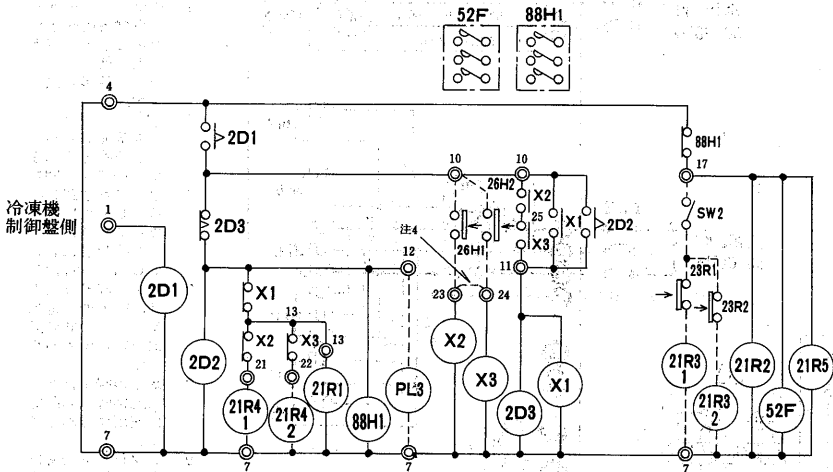 52F 88H1
4
2D1
88H1
10 10
17
26H2
X2
冷凍機
制御盤側
1
2D3
25
X1
2D2
SW2
注4
26H1
X3
12
11
23R1
X1
23 24
23R2
2D1
13
13
X2
X3
21
22
2D2
X2
X3
21R3
1
21R2
21R5
21R4
1
21R4
2
21R1
88H1
PL3
2D3
X1
21R3
2
52F
7
7
7
7